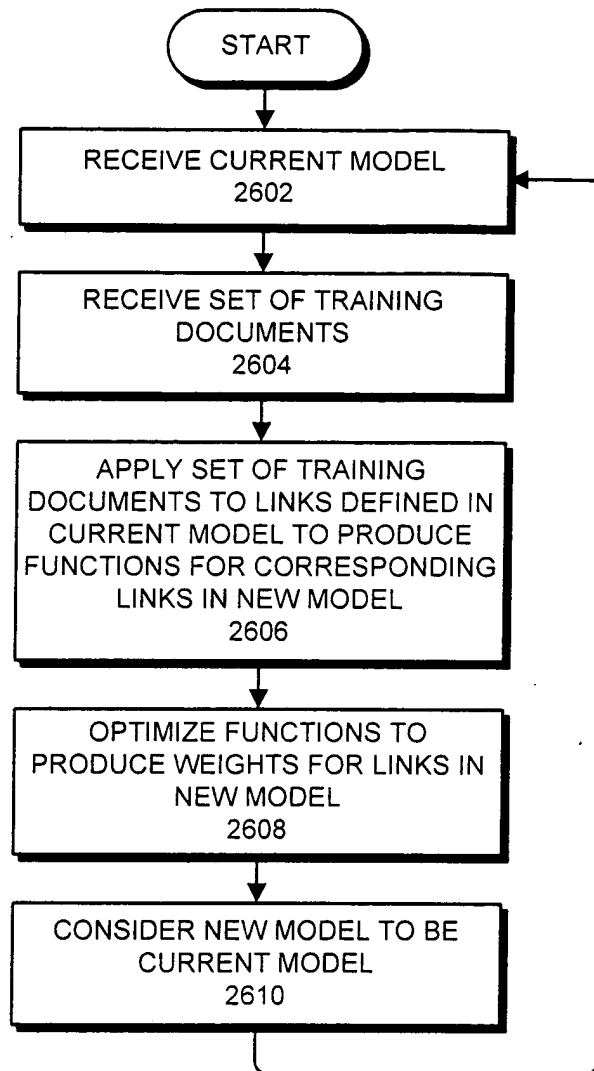 START
RECEIVE CURRENT MODEL
2602
RECEIVE SET OF TRAINING
DOCUMENTS
2604
APPLY SET OF TRAINING
DOCUMENTS TO LINKS DEFINED IN
CURRENT MODEL TO PRODUCE
FUNCTIONS FOR CORRESPONDING
LINKS IN NEW MODEL
2606
OPTIMIZE FUNCTIONS TO
PRODUCE WEIGHTS FOR LINKS IN
NEW MODEL
2608
CONSIDER NEW MODEL TO BE
CURRENT MODEL
2610